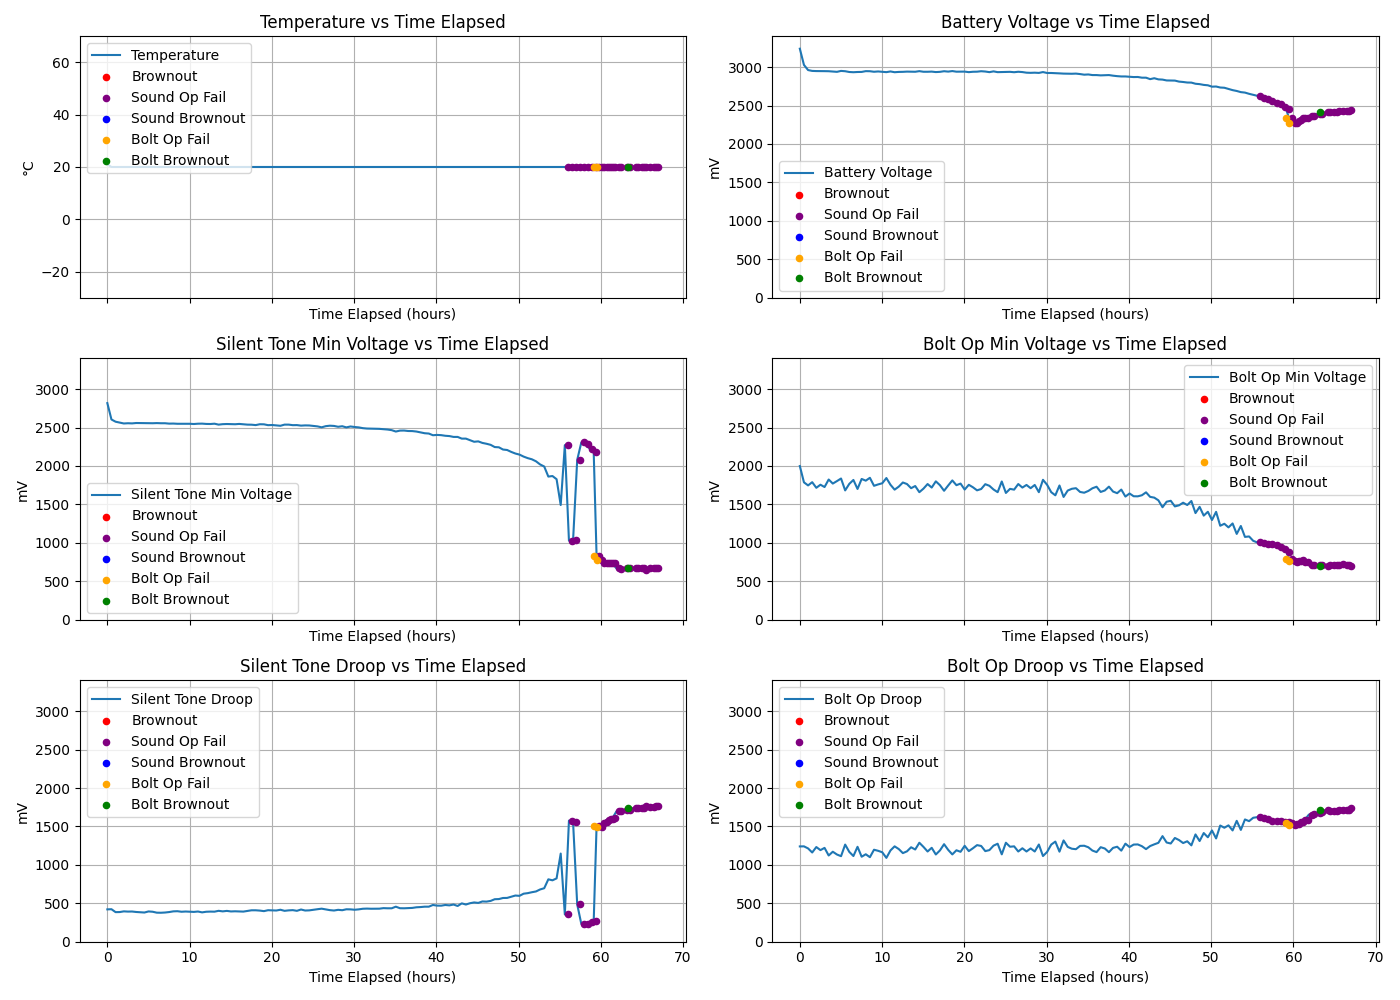 Temperature vs Time Elapsed
60
40
20
0
−20
°C
Temperature
Brownout
Sound Op Fail
Sound Brownout
Bolt Op Fail
Bolt Brownout
Time Elapsed (hours)
Battery Voltage vs Time Elapsed
3000
2500
2000
1500
1000
500
0
mV
Battery Voltage
Brownout
Sound Op Fail
Sound Brownout
Bolt Op Fail
Bolt Brownout
Time Elapsed (hours)
Silent Tone Min Voltage vs Time Elapsed
3000
2500
2000
1500
1000
500
0
mV
Silent Tone Min Voltage
Brownout
Sound Op Fail
Sound Brownout
Bolt Op Fail
Bolt Brownout
Time Elapsed (hours)
Bolt Op Min Voltage vs Time Elapsed
3000
2500
2000
1500
1000
500
0
mV
Bolt Op Min Voltage
Brownout
Sound Op Fail
Sound Brownout
Bolt Op Fail
Bolt Brownout
Time Elapsed (hours)
Silent Tone Droop vs Time Elapsed
3000
2500
2000
1500
1000
500
0
mV
Silent Tone Droop
Brownout
Sound Op Fail
Sound Brownout
Bolt Op Fail
Bolt Brownout
0 10 20 30 40 50 60 70
Time Elapsed (hours)
Bolt Op Droop vs Time Elapsed
3000
2500
2000
1500
1000
500
0
mV
Bolt Op Droop
Brownout
Sound Op Fail
Sound Brownout
Bolt Op Fail
Bolt Brownout
0 10 20 30 40 50 60 70
Time Elapsed (hours)